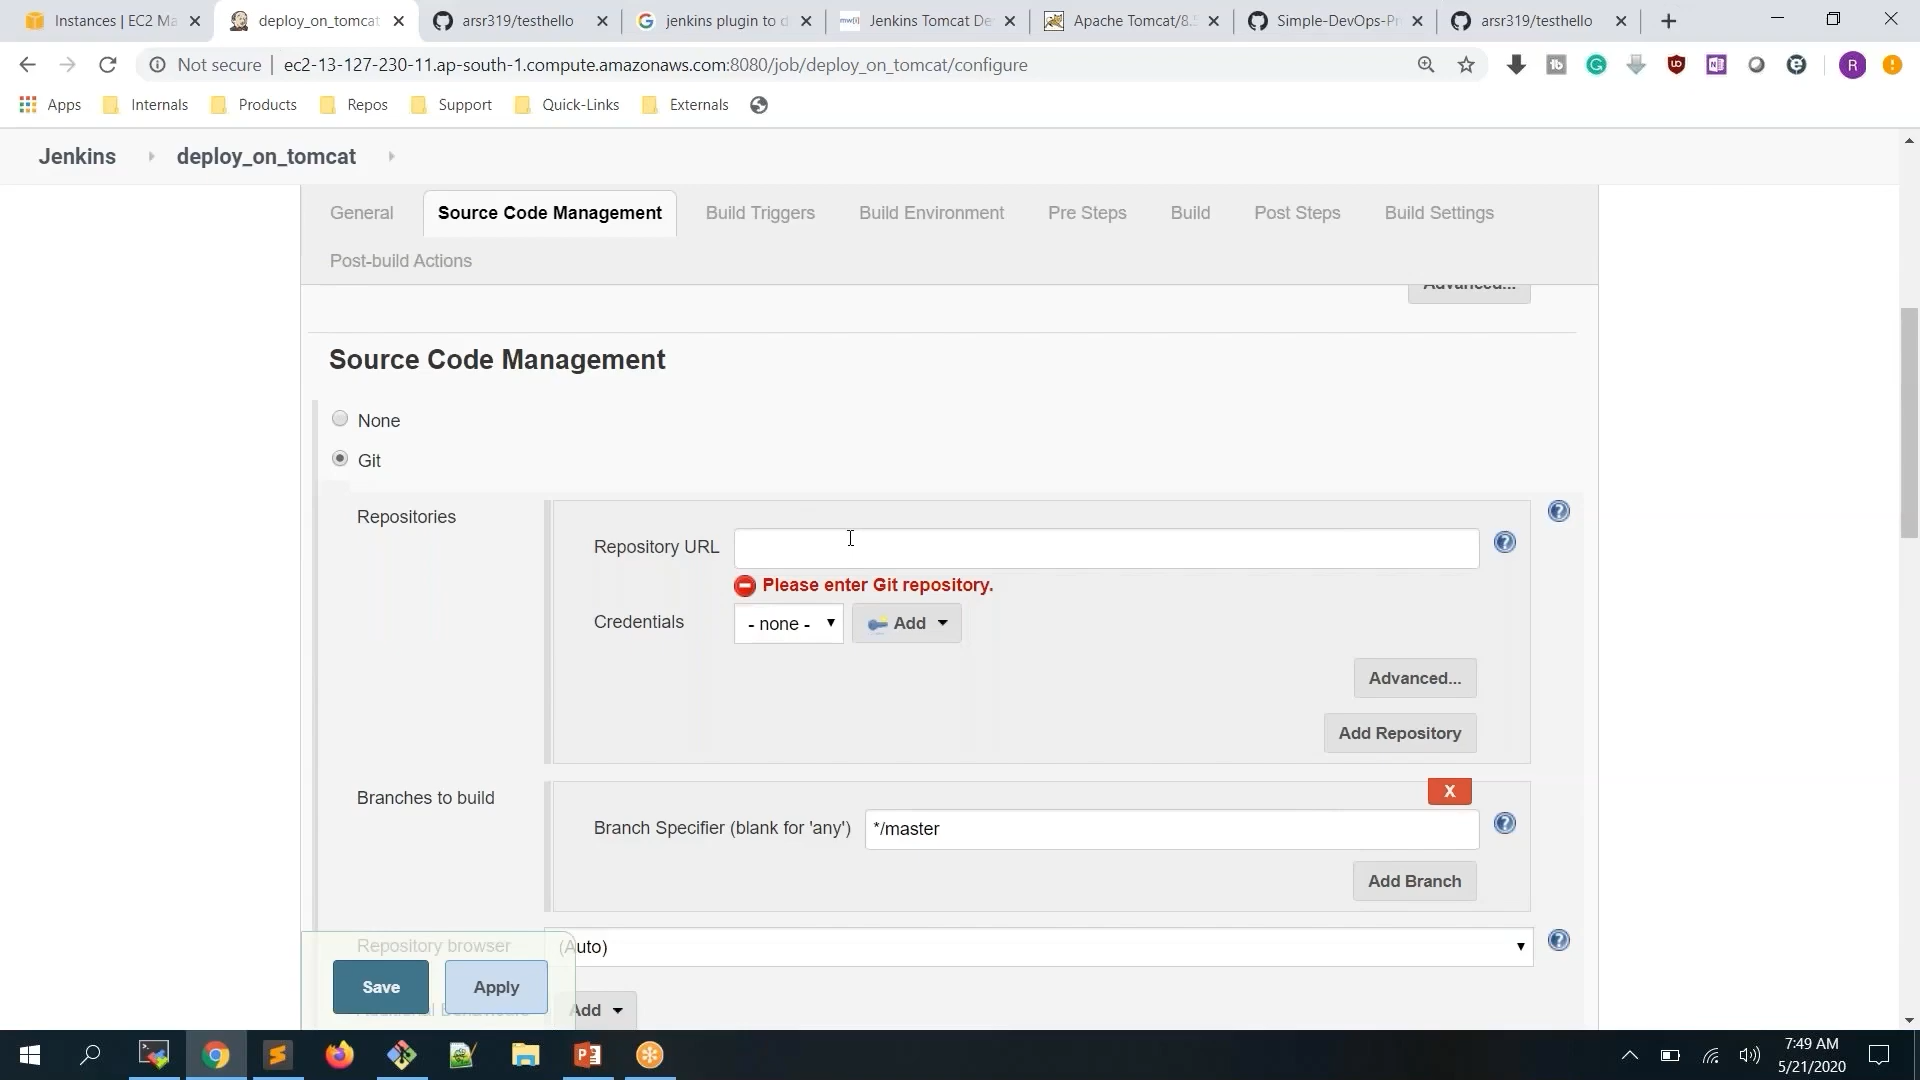 Instances | EC2 Ma
deploy_on_tomcat
arsr319/testhello
jenkins plugin to d
Jenkins Tomcat De
Apache Tomcat/8.5
Simple-DevOps-Pr
arsr319/testhello
Not secure | ec2-13-127-230-11.ap-south-1.compute.amazonaws.com:8080/job/deploy_on_tomcat/configure
Apps
Internals
Products
Repos
Support
Quick-Links
Externals
Jenkins
deploy_on_tomcat
General
Source Code Management
Build Triggers
Build Environment
Pre Steps
Build
Post Steps
Build Settings
Post-build Actions
Advanced...
Source Code Management
None
Git
Repositories
Repository URL
Please enter Git repository.
Credentials
- none -
Add
Advanced...
Add Repository
Branches to build
X
Branch Specifier (blank for 'any')
*/master
Add Branch
Repository browser
(Auto)
Save
Apply
Add
7:49 AM
5/21/2020